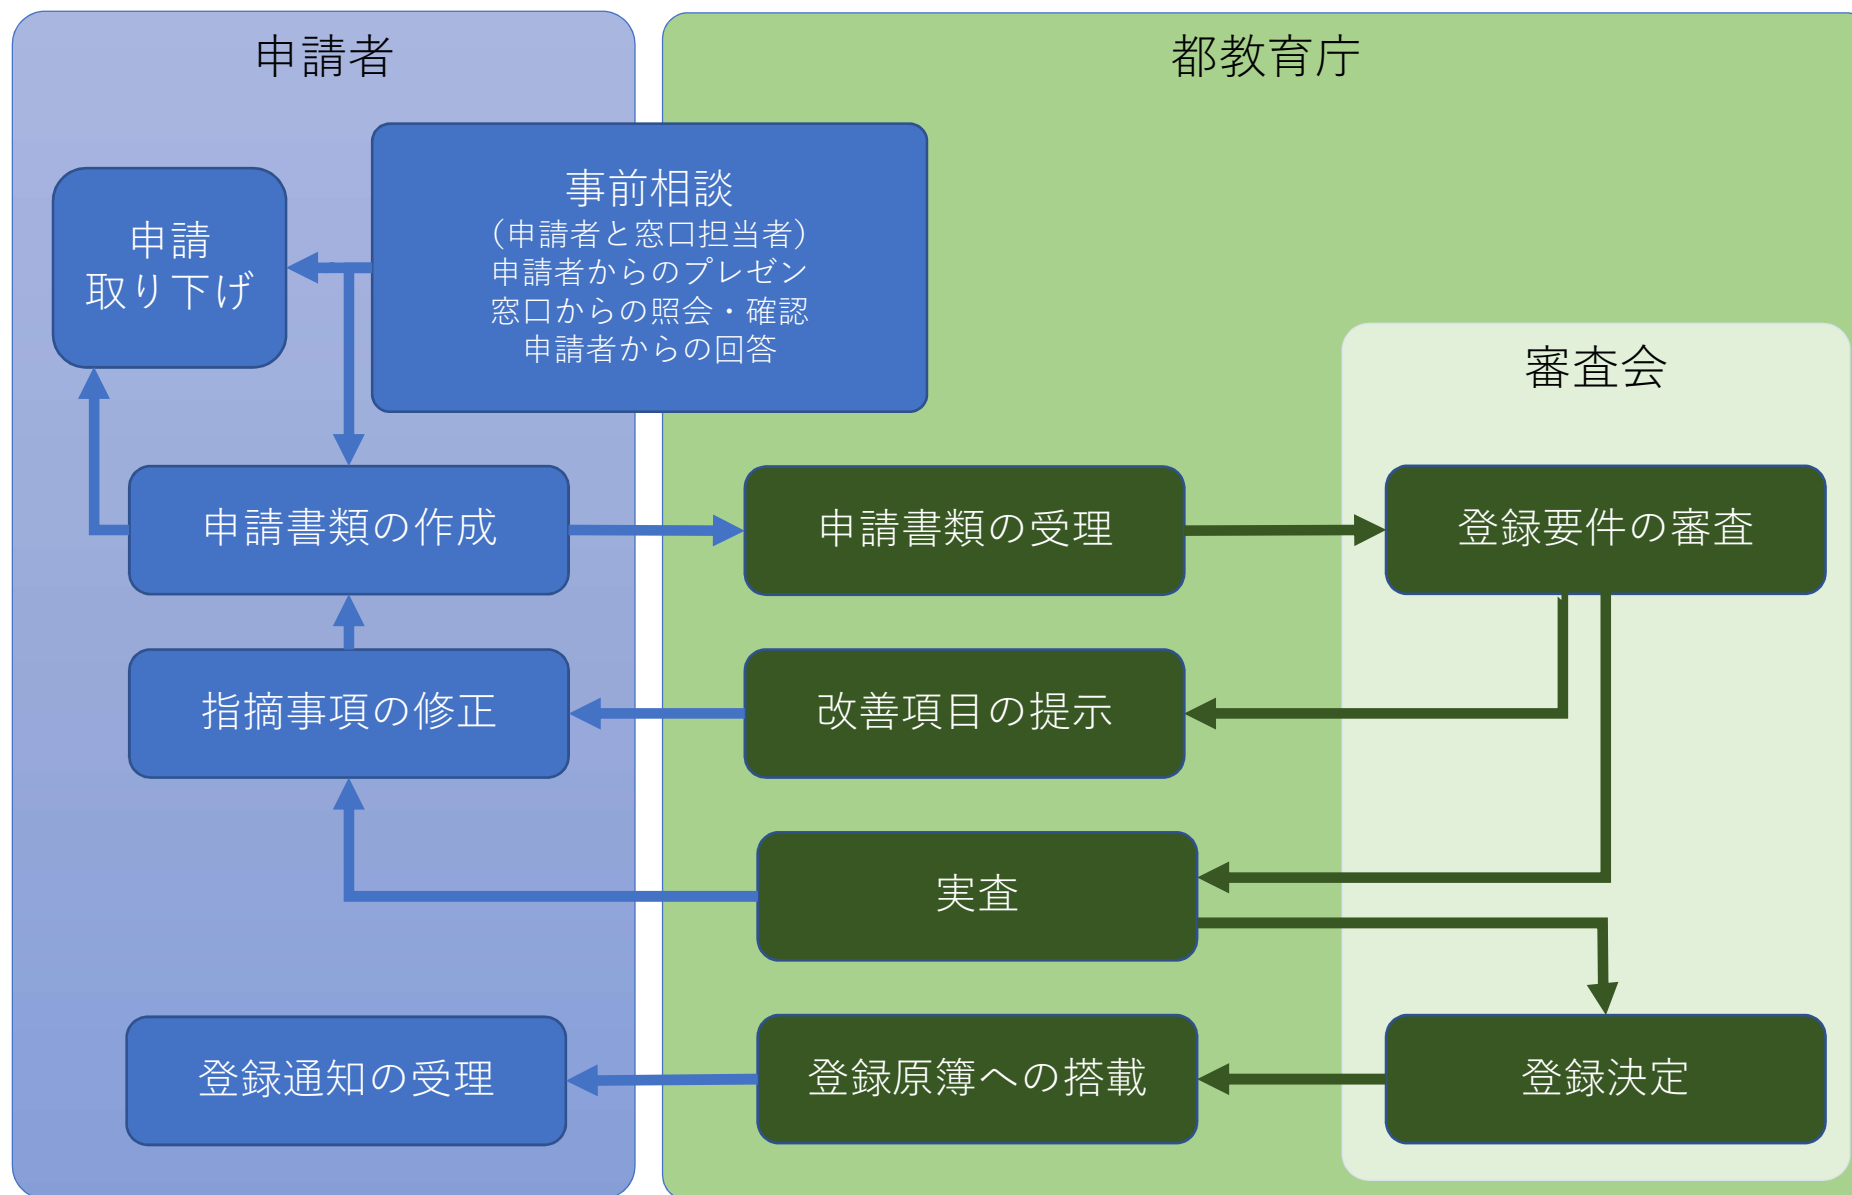 申請者
都教育庁
事前相談
（申請者と窓口担当者）
申請者からのプレゼン
窓口からの照会・確認
申請者からの回答
申請
取り下げ
審査会
申請書類の作成
申請書類の受理
登録要件の審査
指摘事項の修正
改善項目の提示
実査
登録通知の受理
登録原簿への搭載
登録決定